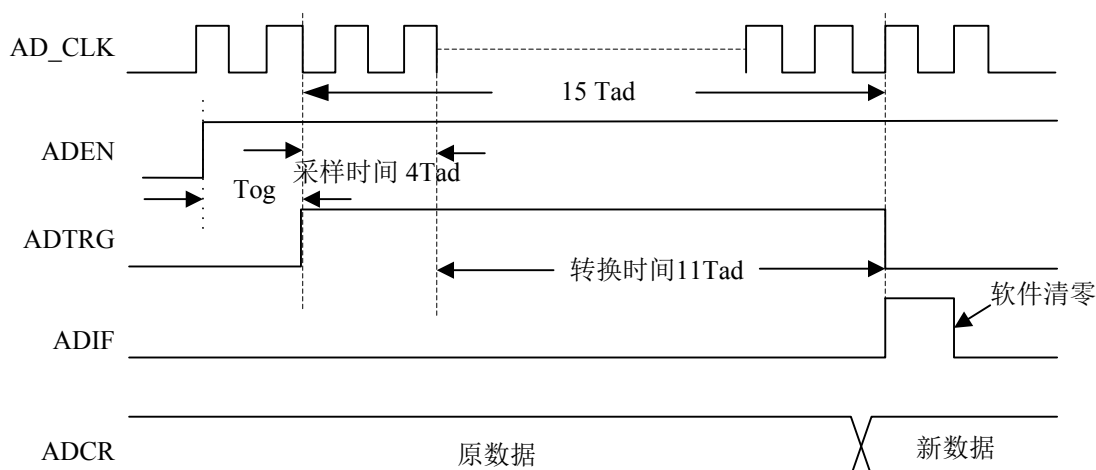 AD_CLK
15 Tad
ADEN
采样时间 4Tad
Tog
ADTRG
转换时间11Tad
软件清零
ADIF
ADCR
原数据
新数据